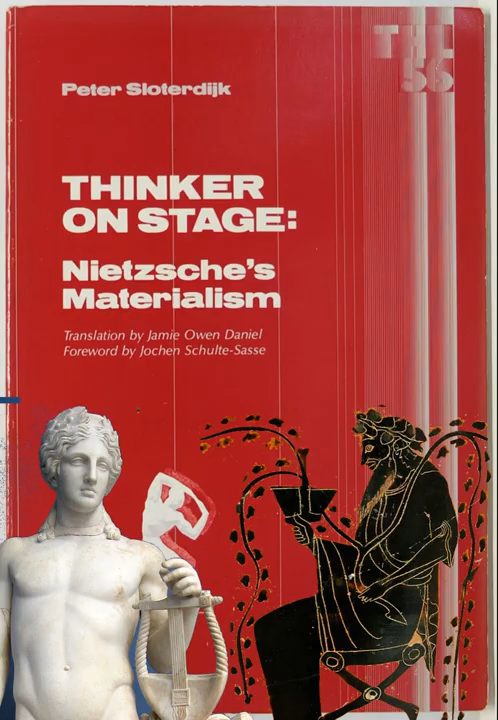 THL
56
Peter Sloterdijk
THINKER
ON STAGE:
Nietzsche's
Materialism
Translation by Jamie Owen Daniel
Foreword by Jochen Schulte-Sasse